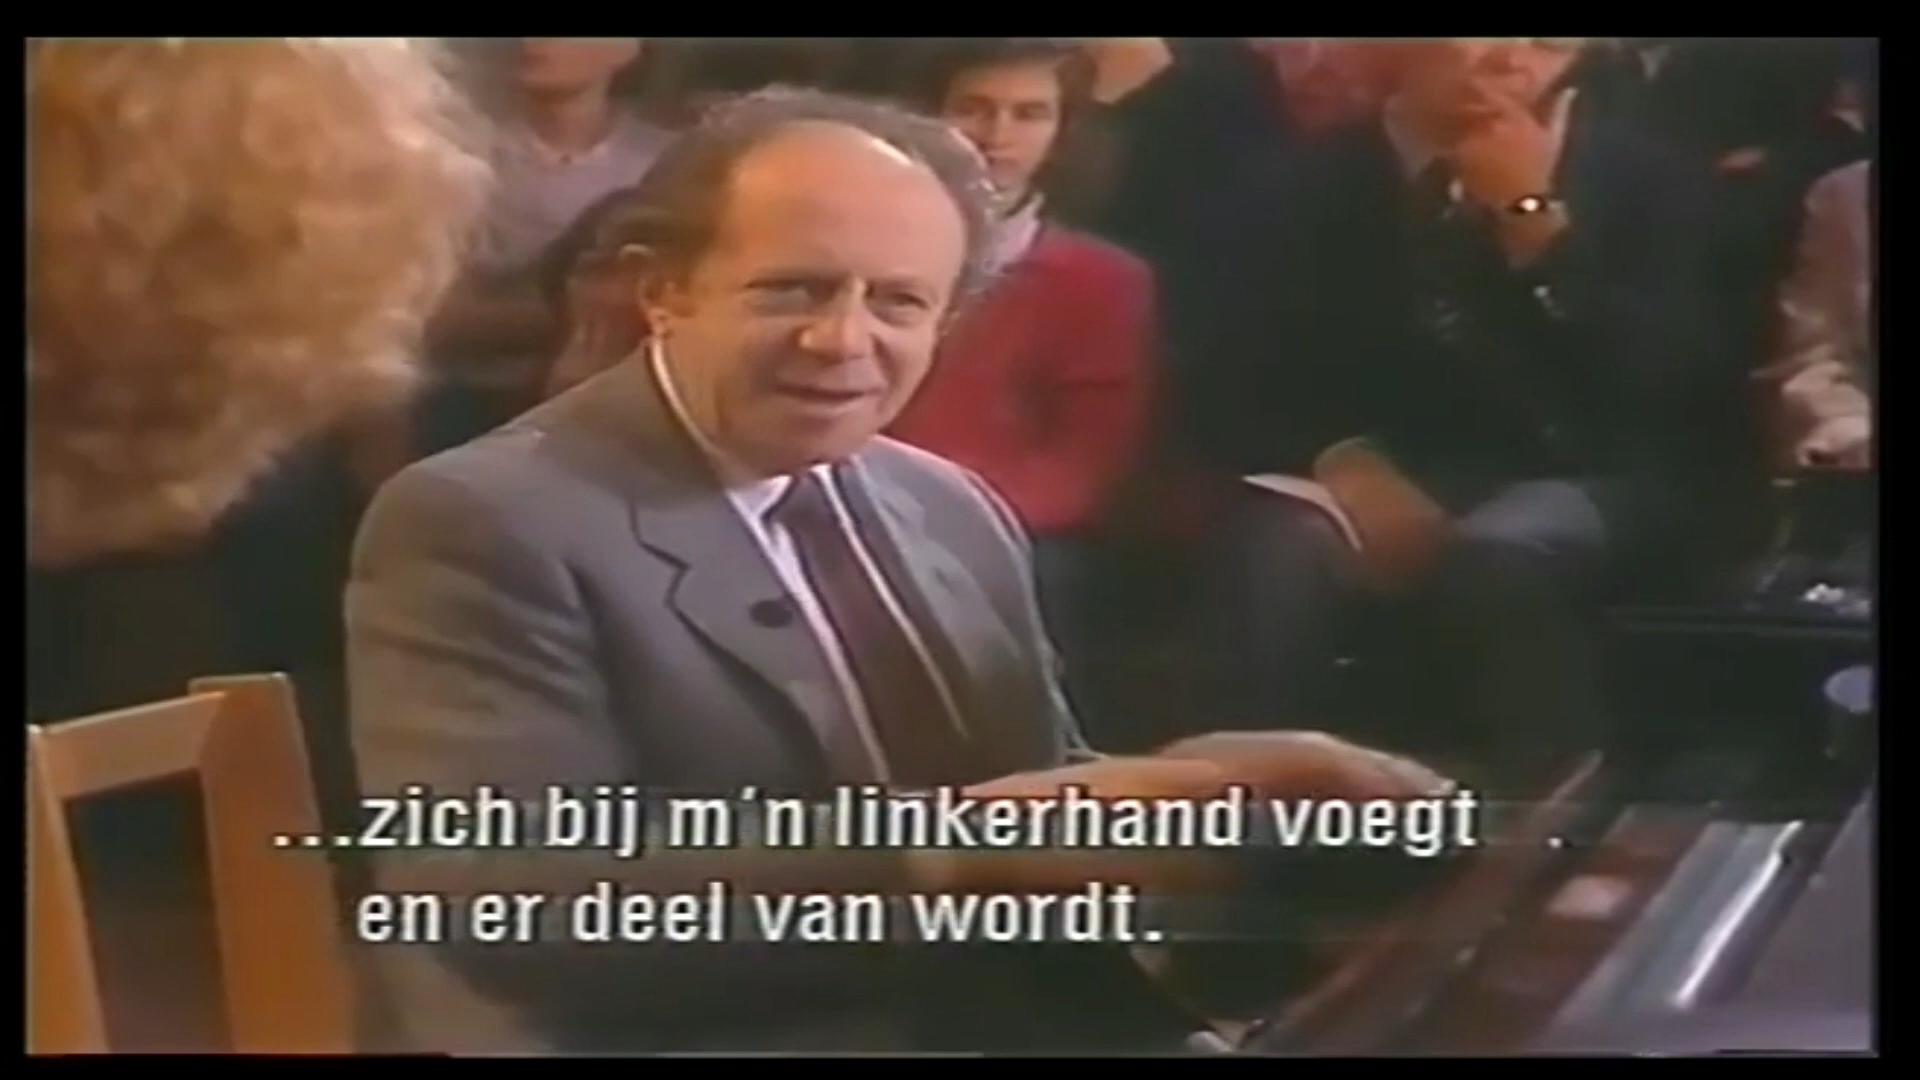 ...zich bij m'n linkerhand voegt
en er deel van wordt.